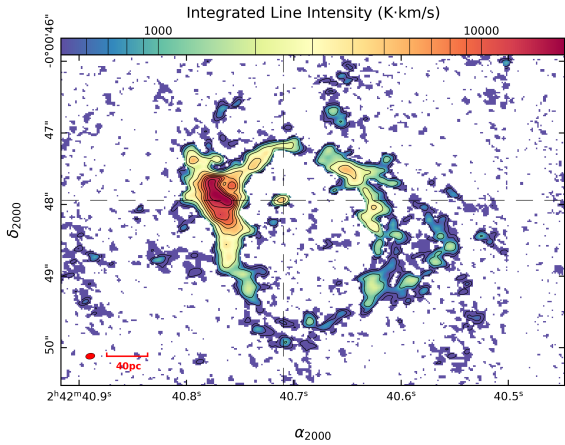 Integrated Line Intensity (K·km/s)
1000 10000
-0°00'46"
47"
48"
49"
50"
δ2000
40pc
2ʰ42ᵐ40.9ˢ 40.8ˢ 40.7ˢ 40.6ˢ 40.5ˢ
α2000